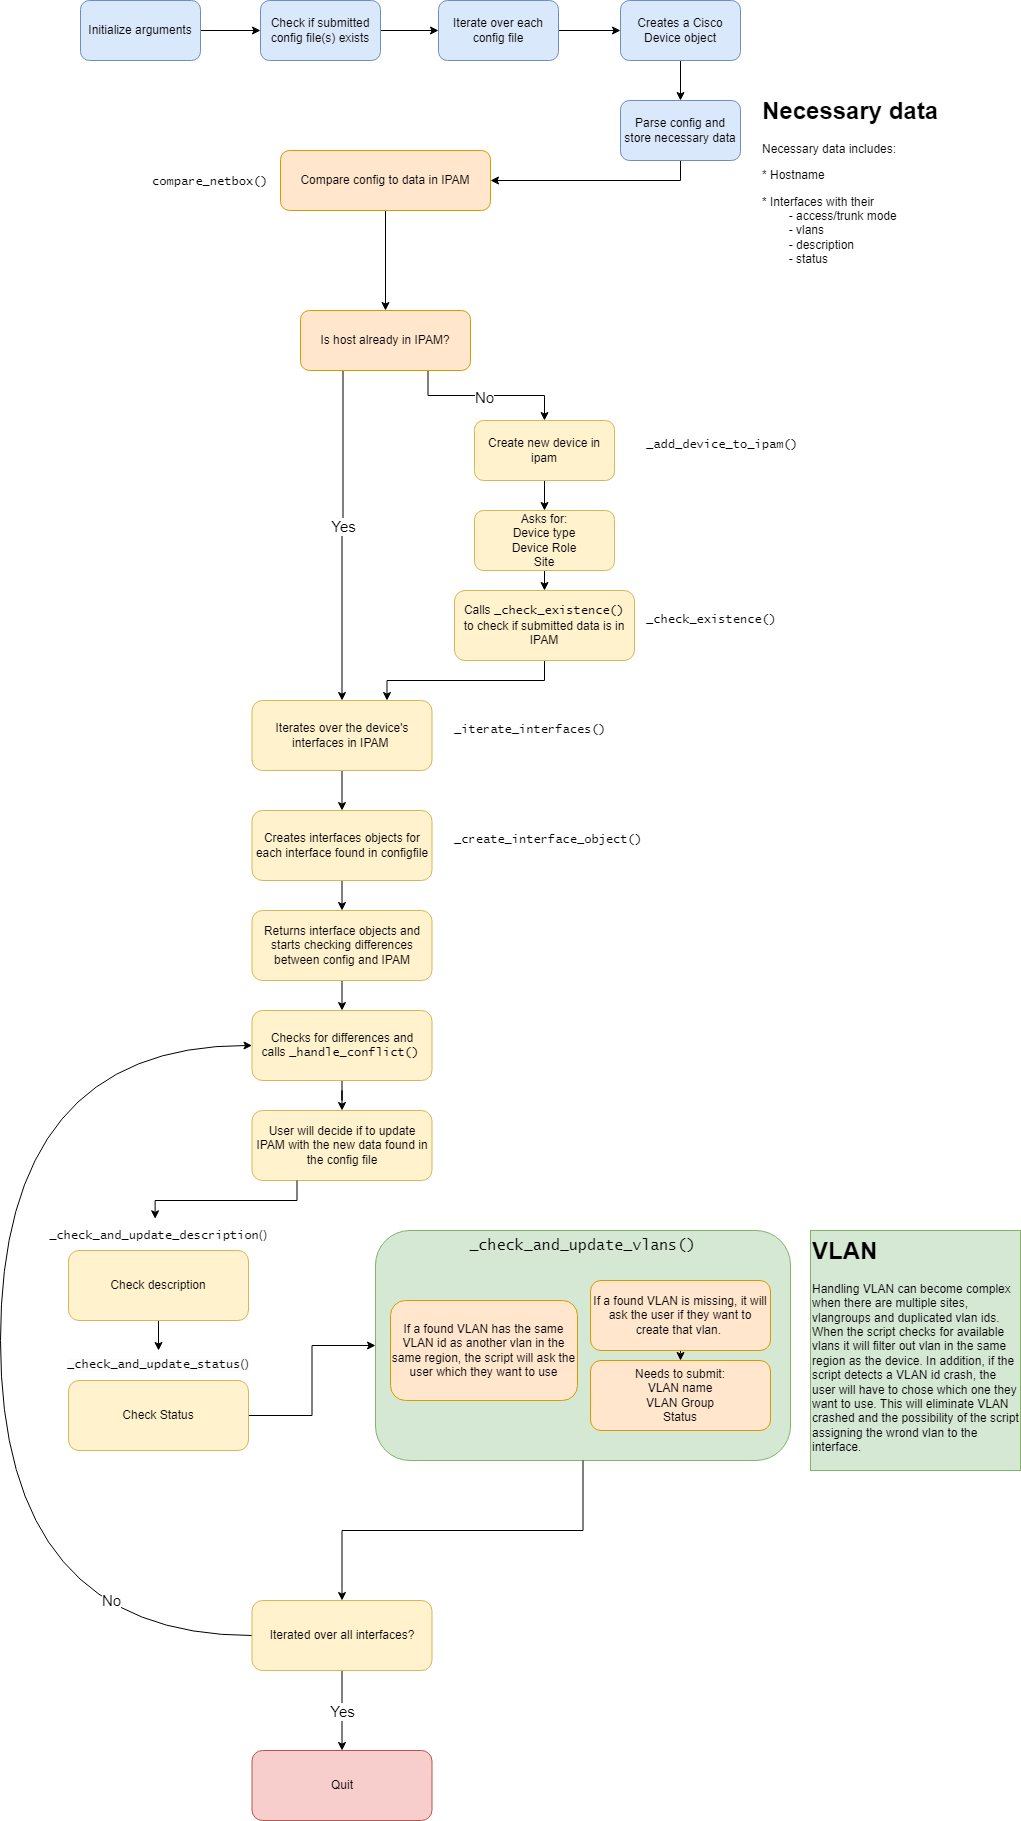 Initialize arguments
Check if submitted
config file(s) exists
Iterate over each
config file
Creates a Cisco
Device object
Parse config and
store necessary data
Necessary data
Necessary data includes:
* Hostname
* Interfaces with their
- access/trunk mode
- vlans
- description
- status
compare_netbox()
Compare config to data in IPAM
Is host already in IPAM?
No
Create new device in
ipam
_add_device_to_ipam()
Yes
Asks for:
Device type
Device Role
Site
Calls _check_existence()
to check if submitted data is in
IPAM
_check_existence()
Iterates over the device's
interfaces in IPAM
_iterate_interfaces()
Creates interfaces objects for
each interface found in configfile
_create_interface_object()
Returns interface objects and
starts checking differences
between config and IPAM
Checks for differences and
calls _handle_conflict()
User will decide if to update
IPAM with the new data found in
the config file
_check_and_update_description()
Check description
_check_and_update_status()
Check Status
_check_and_update_vlans()
If a found VLAN has the same
VLAN id as another vlan in the
same region, the script will ask the
user which they want to use
If a found VLAN is missing, it will
ask the user if they want to
create that vlan.
Needs to submit:
VLAN name
VLAN Group
Status
VLAN
Handling VLAN can become complex
when there are multiple sites,
vlangroups and duplicated vlan ids.
When the script checks for available
vlans it will filter out vlan in the same
region as the device. In addition, if the
script detects a VLAN id crash, the
user will have to chose which one they
want to use. This will eliminate VLAN
crashed and the possibility of the script
assigning the wrond vlan to the
interface.
No
Iterated over all interfaces?
Yes
Quit